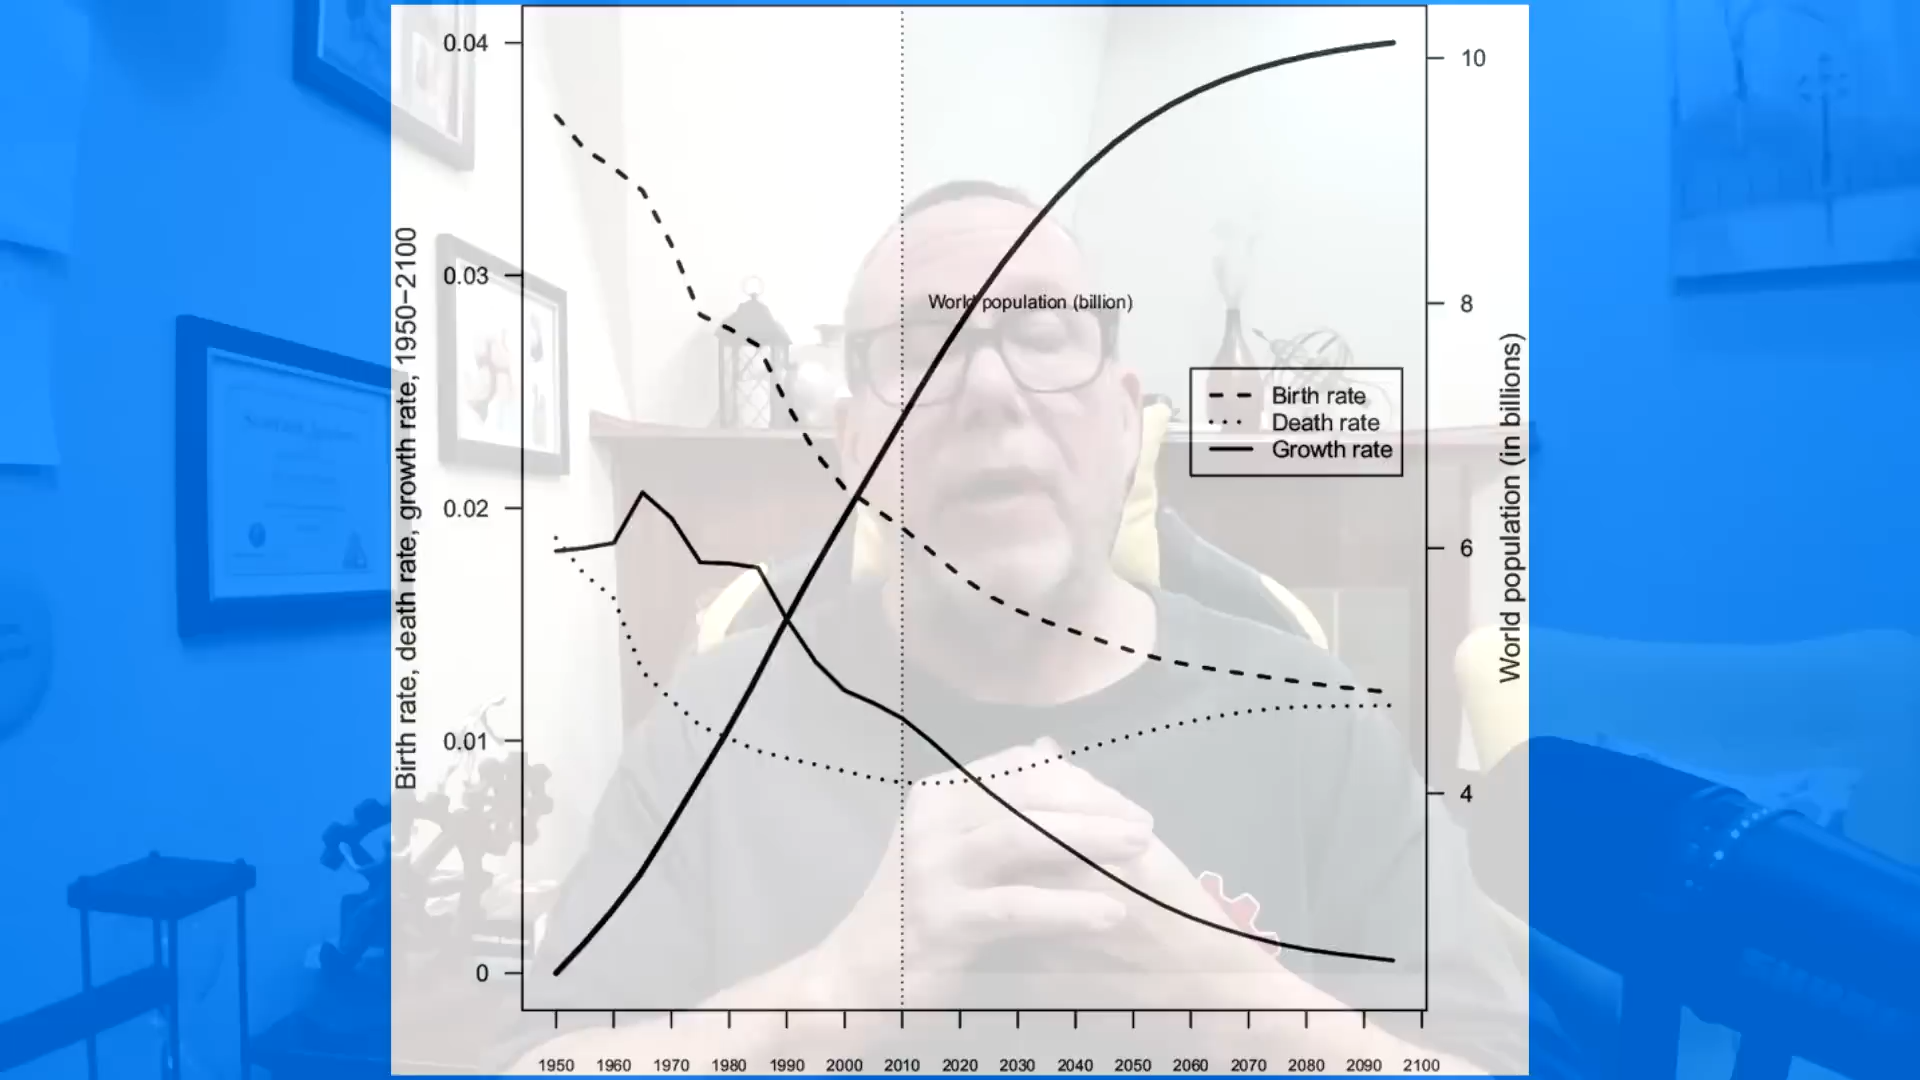 Birth rate, death rate, growth rate, 1950–2100
0.04
0.03
0.02
0.01
0
World population (billion)
Birth rate
Death rate
Growth rate
10
8
6
4
World population (in billions)
1950 1960 1970 1980 1990 2000 2010 2020 2030 2040 2050 2060 2070 2080 2090 2100